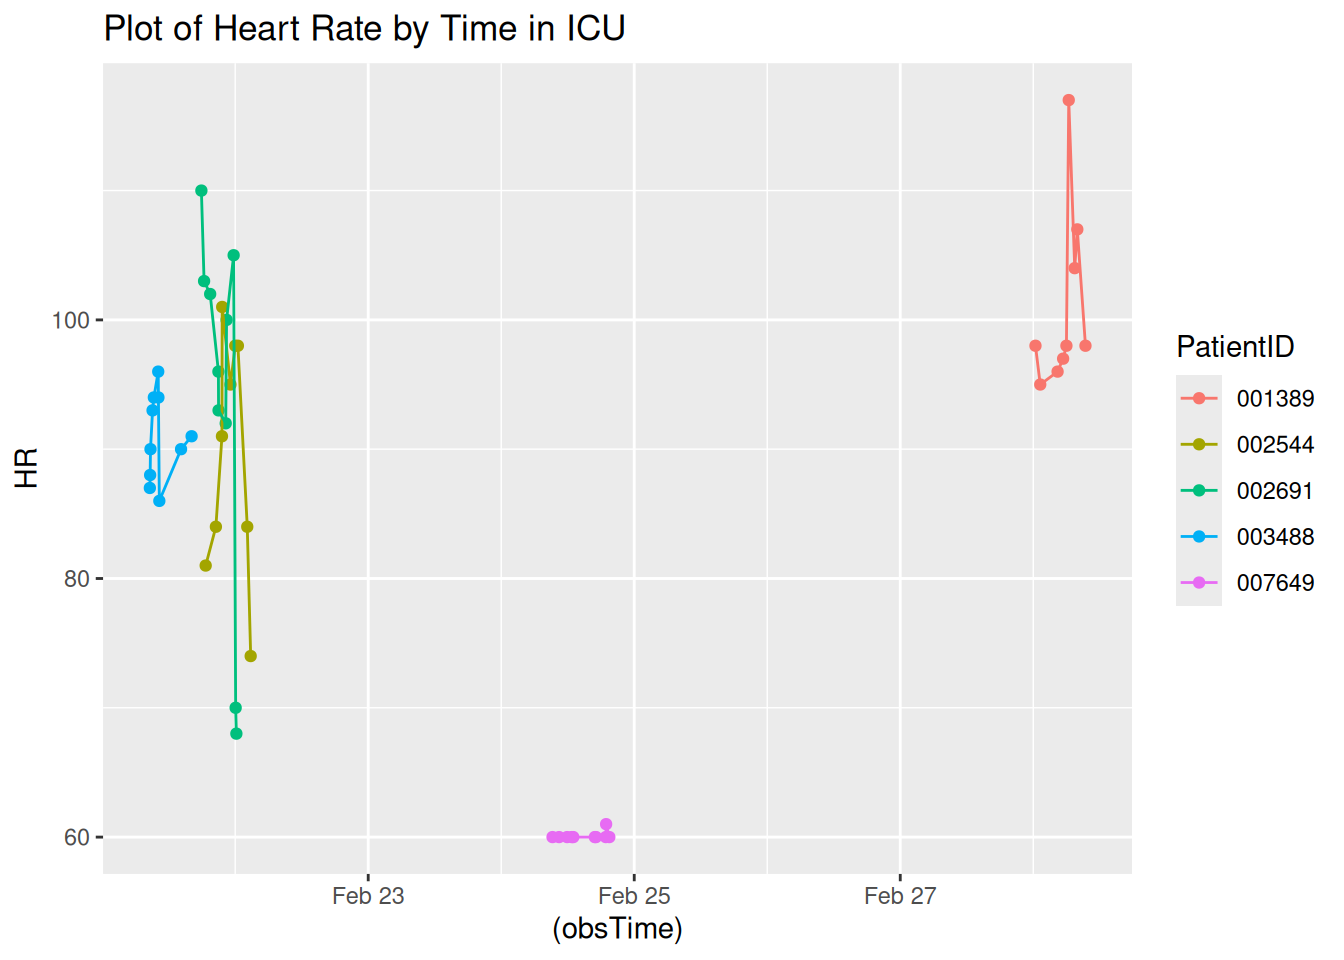 Plot of Heart Rate by Time in ICU
HR
100
80
60
Feb 23
Feb 25
Feb 27
(obsTime)
PatientID
001389
002544
002691
003488
007649